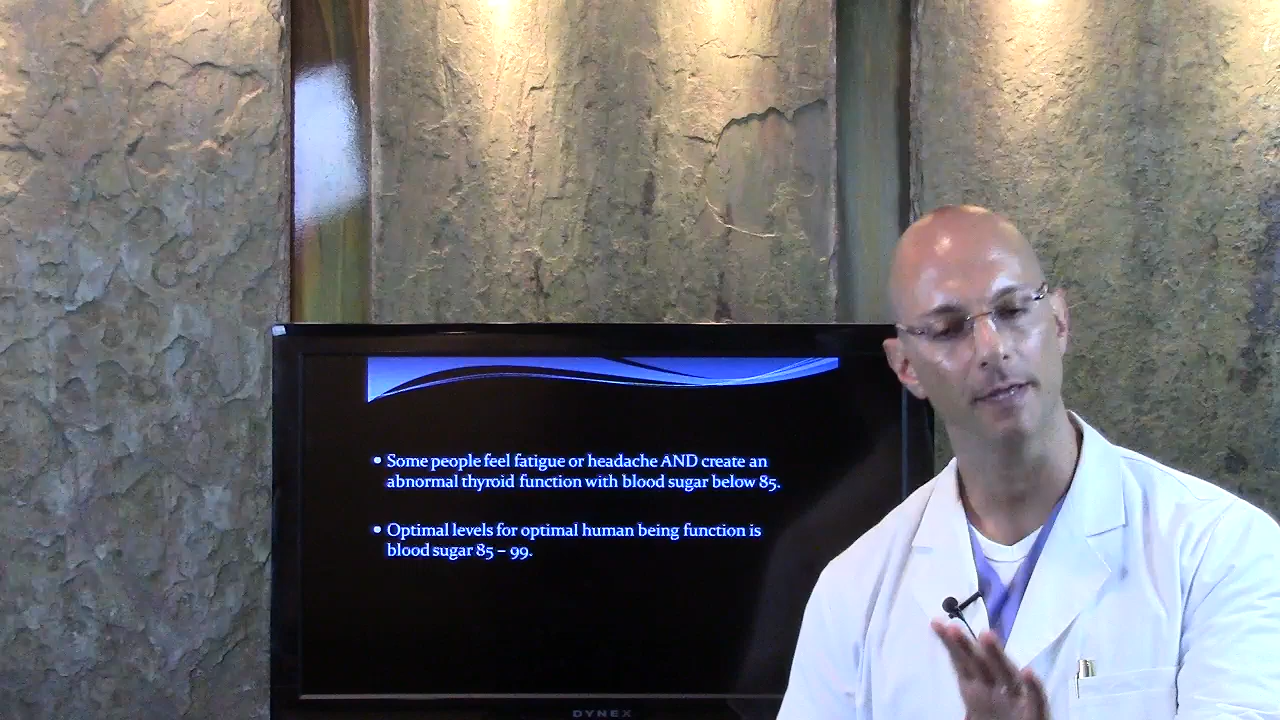 • Some people feel fatigue or headache AND create an
abnormal thyroid function with blood sugar below 85.
• Optimal levels for optimal human being function is
blood sugar 85 – 99.
DYNEX